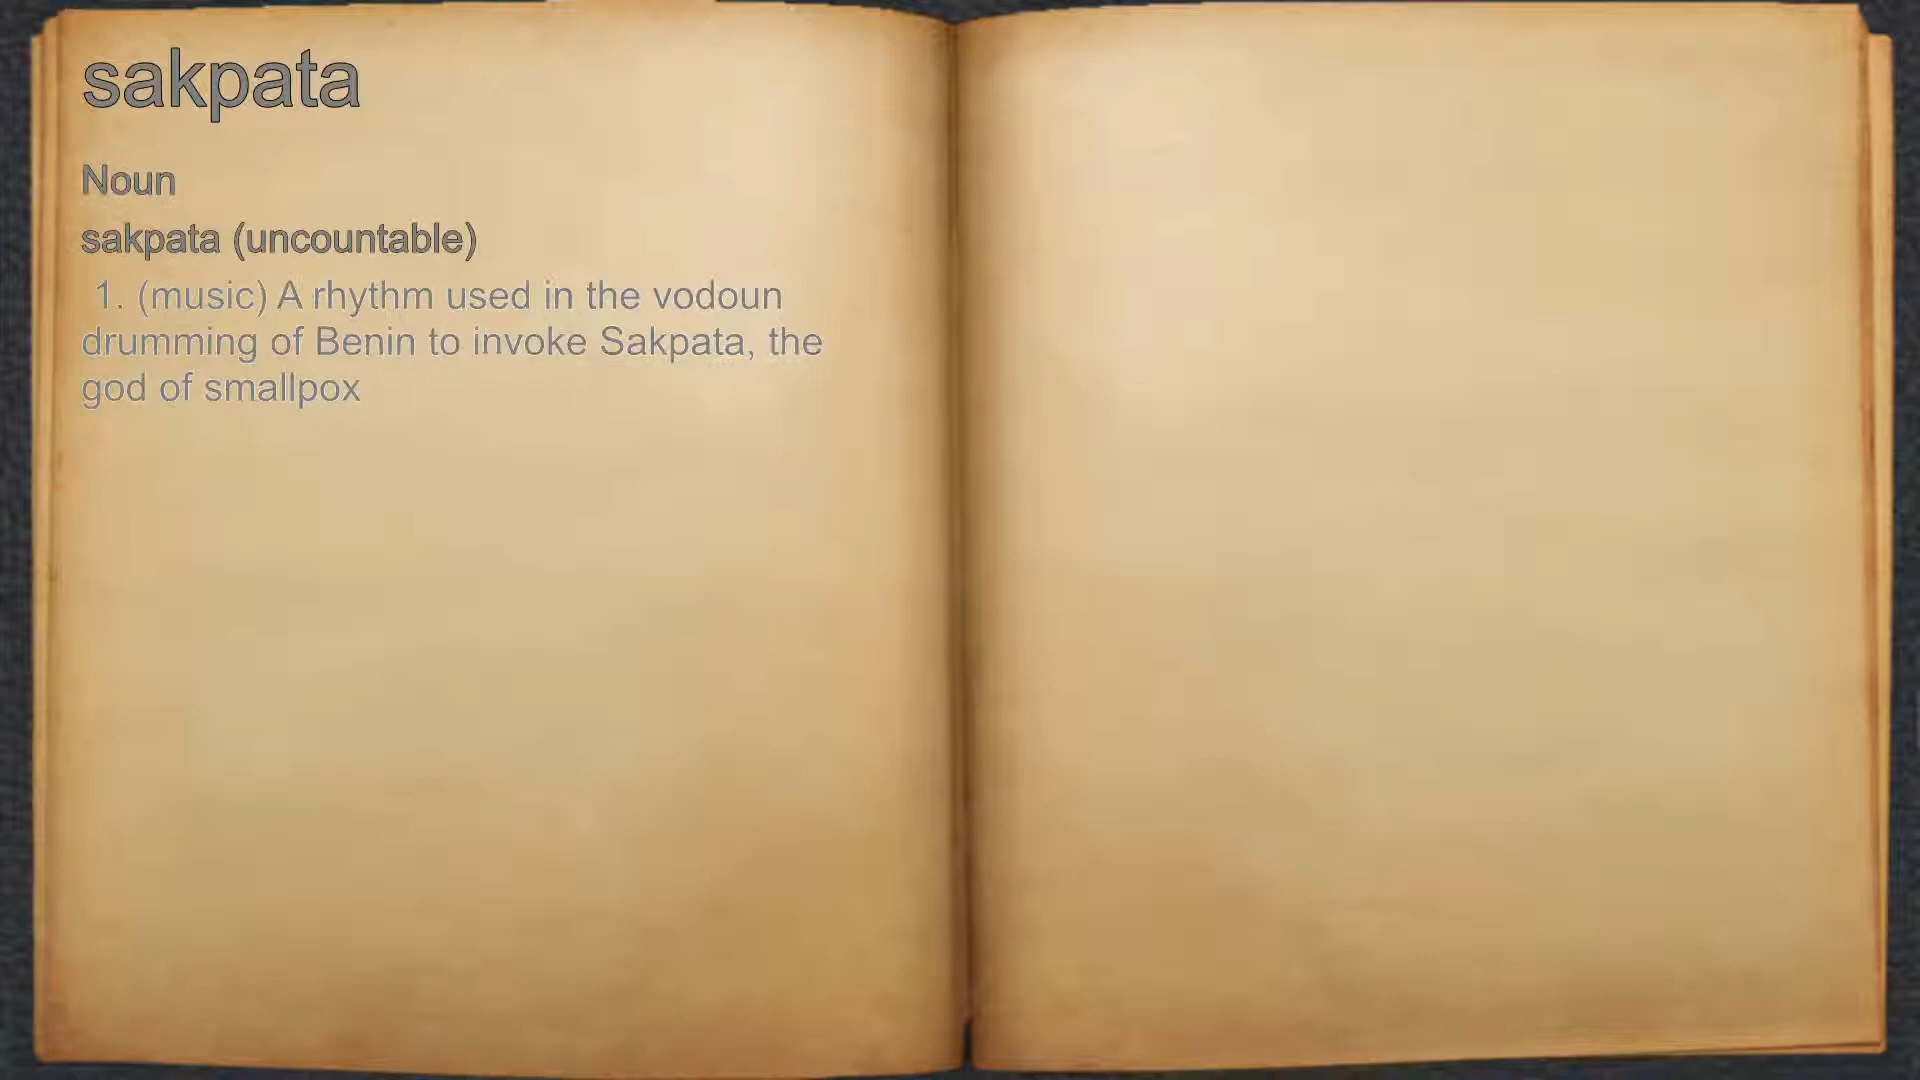 sakpata
Noun
sakpata (uncountable)
1. (music) A rhythm used in the vodoun
drumming of Benin to invoke Sakpata, the
god of smallpox